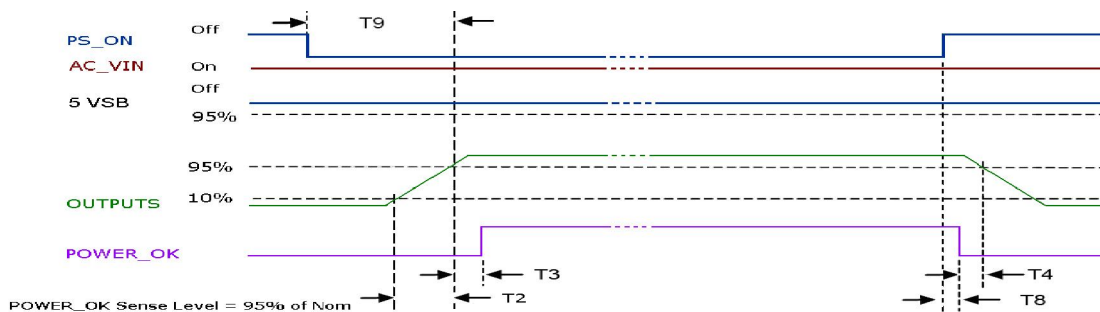 T9
Off
PS_ON
AC_VIN
On
Off
5 VSB
95%
95%
10%
OUTPUTS
POWER_OK
T3
T4
T2
T8
POWER_OK Sense Level = 95% of Nom